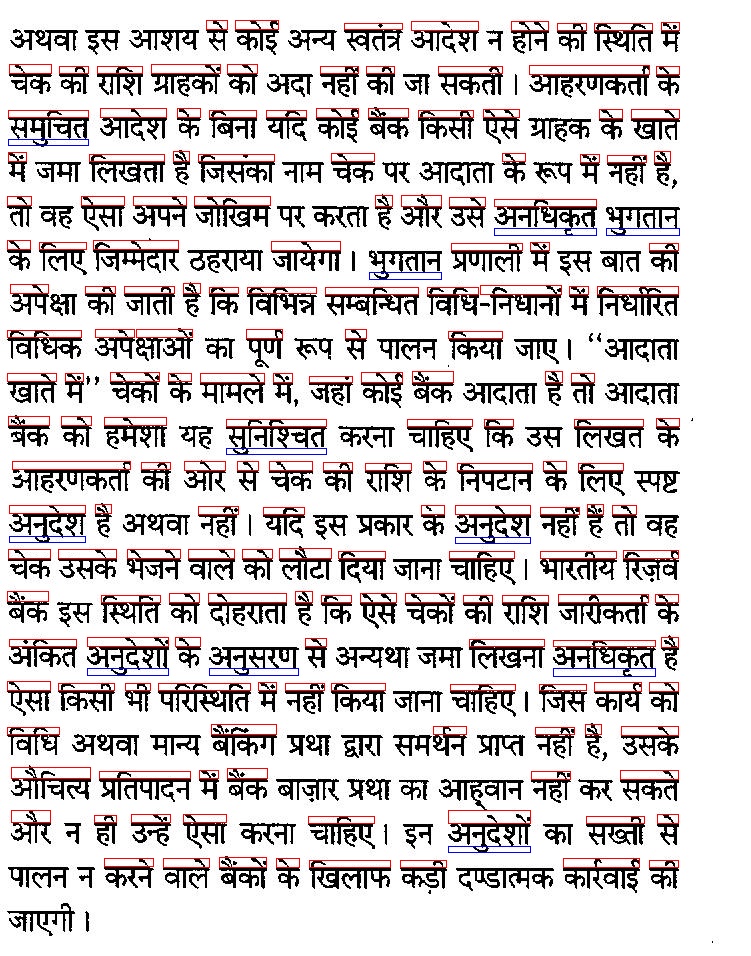 अथवा इस आशय से कोई अन्य स्वतंत्र आदेश न होने की स्थिति में
चेक की राशि ग्राहकों को अदा नहीं की जा सकती । आहरणकर्ता के
समुचित आदेश के बिना यदि कोई बैंक किसी ऐसे ग्राहक के खाते
में जमा लिखता है जिसका नाम चेक पर आदाता के रूप में नहीं है,
तो वह ऐसा अपने जोखिम पर करता है और उसे अनधिकृत भुगतान
के लिए जिम्मेदार ठहराया जायेगा । भुगतान प्रणाली में इस बात की
अपेक्षा की जाती है कि विभिन्न सम्बन्धित विधि-निधानों में निर्धारित
विधिक अपेक्षाओं का पूर्ण रूप से पालन किया जाए । “आदाता
खाते में” चेकों के मामले में, जहां कोई बैंक आदाता है तो आदाता
बैंक को हमेशा यह सुनिश्चित करना चाहिए कि उस लिखत के
आहरणकर्ता की ओर से चेक की राशि के निपटान के लिए स्पष्ट
अनुदेश है अथवा नहीं । यदि इस प्रकार के अनुदेश नहीं हैं तो वह
चेक उसके भेजने वाले को लौटा दिया जाना चाहिए । भारतीय रिज़र्व
बैंक इस स्थिति को दोहराता है कि ऐसे चेकों की राशि जारीकर्ता के
अंकित अनुदेशों के अनुसरण से अन्यथा जमा लिखना अनधिकृत है
ऐसा किसी भी परिस्थिति में नहीं किया जाना चाहिए । जिस कार्य को
विधि अथवा मान्य बैंकिंग प्रथा द्वारा समर्थन प्राप्त नहीं है, उसके
औचित्य प्रतिपादन में बैंक बाज़ार प्रथा का आह्वान नहीं कर सकते
और न ही उन्हें ऐसा करना चाहिए । इन अनुदेशों का सख्ती से
पालन न करने वाले बैंकों के खिलाफ कड़ी दण्डात्मक कार्रवाई की
जाएगी ।